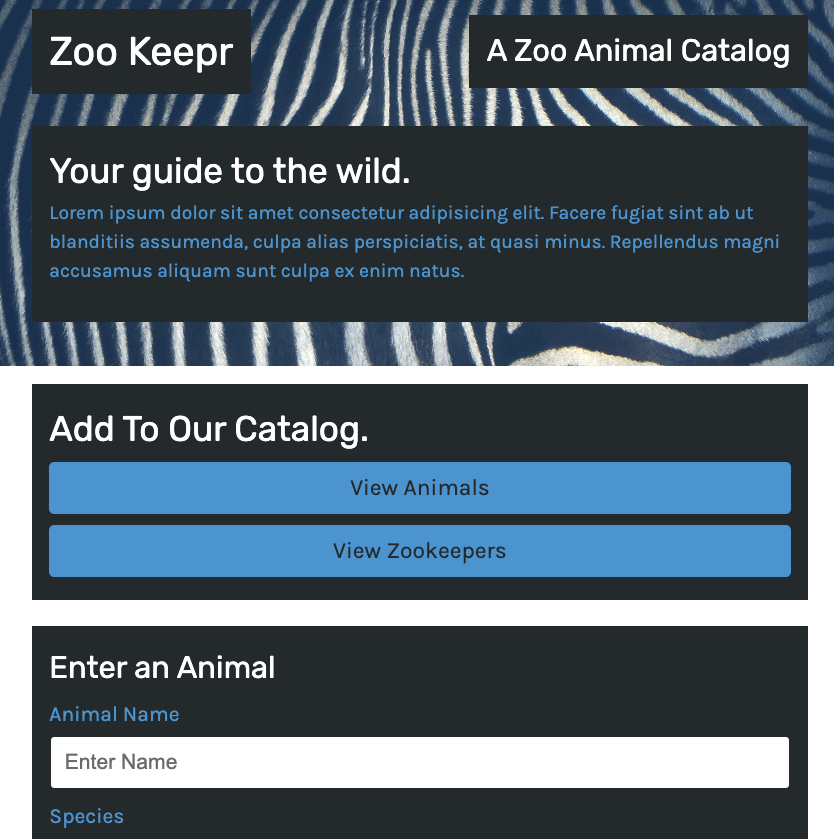 Zoo Keepr
A Zoo Animal Catalog
Your guide to the wild.
Lorem ipsum dolor sit amet consectetur adipisicing elit. Facere fugiat sint ab ut
blanditiis assumenda, culpa alias perspiciatis, at quasi minus. Repellendus magni
accusamus aliquam sunt culpa ex enim natus.
Add To Our Catalog.
View Animals
View Zookeepers
Enter an Animal
Animal Name
Enter Name
Species